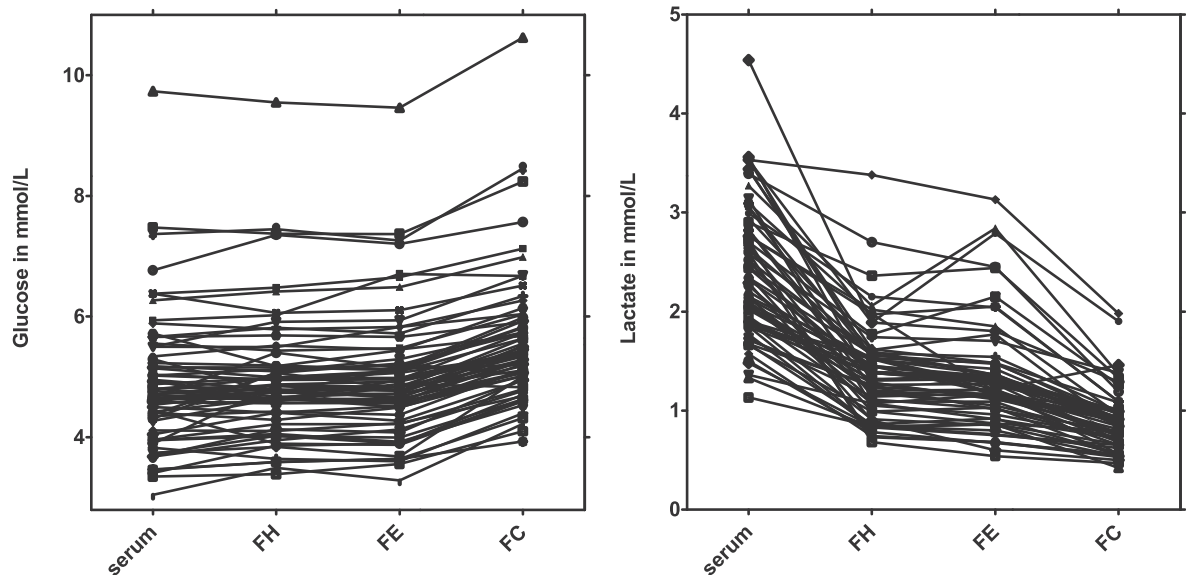 Glucose in mmol/L
10
8
6
4
serum
FH
FE
FC
Lactate in mmol/L
5
4
3
2
1
0
serum
FH
FE
FC